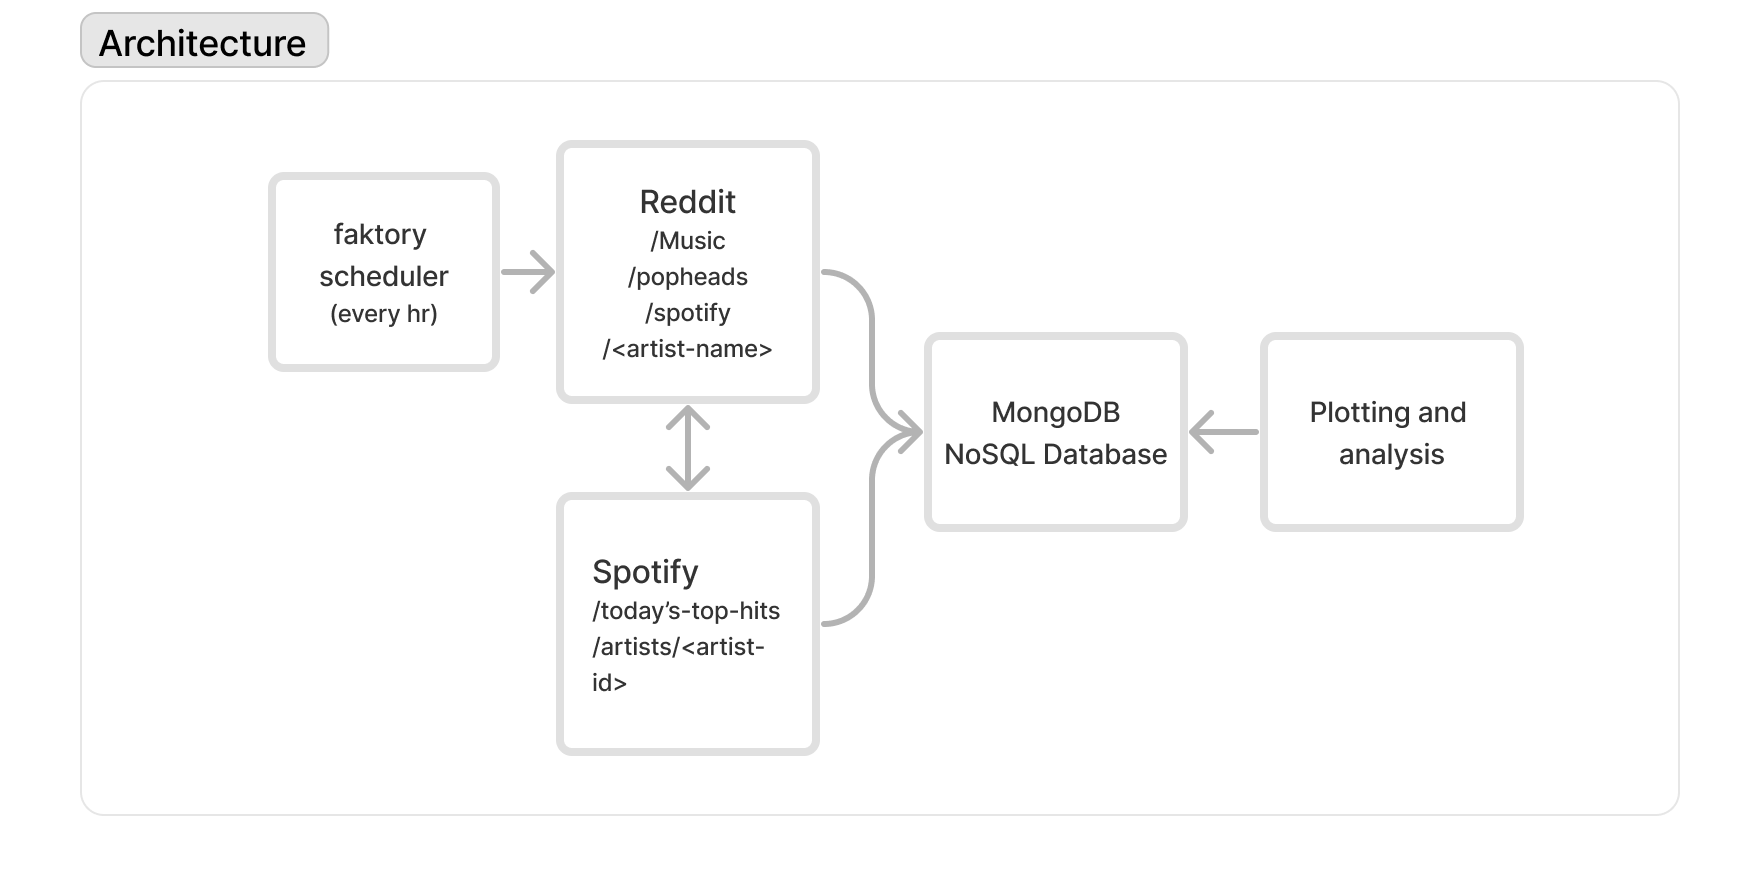 Architecture
faktory
scheduler
(every hr)
Reddit
/Music
/popheads
/spotify
/<artist-name>
Spotify
/today’s-top-hits
/artists/<artist-
id>
MongoDB
NoSQL Database
Plotting and
analysis